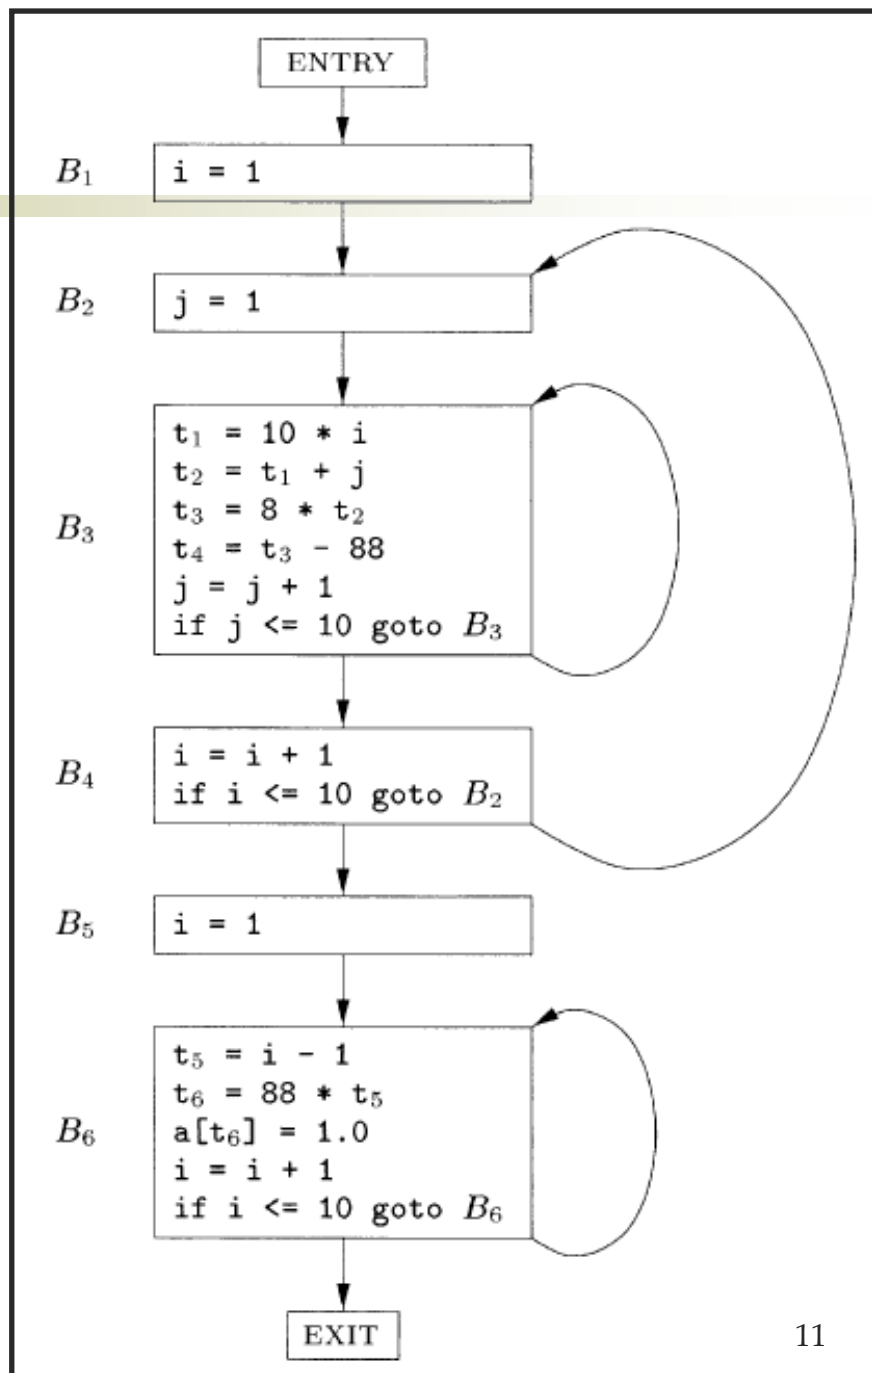 ENTRY
B₁
i = 1
B₂
j = 1
B₃
t₁ = 10 * i
t₂ = t₁ + j
t₃ = 8 * t₂
t₄ = t₃ - 88
j = j + 1
if j <= 10 goto B₃
B₄
i = i + 1
if i <= 10 goto B₂
B₅
i = 1
B₆
t₅ = i - 1
t₆ = 88 * t₅
a[t₆] = 1.0
i = i + 1
if i <= 10 goto B₆
EXIT
11